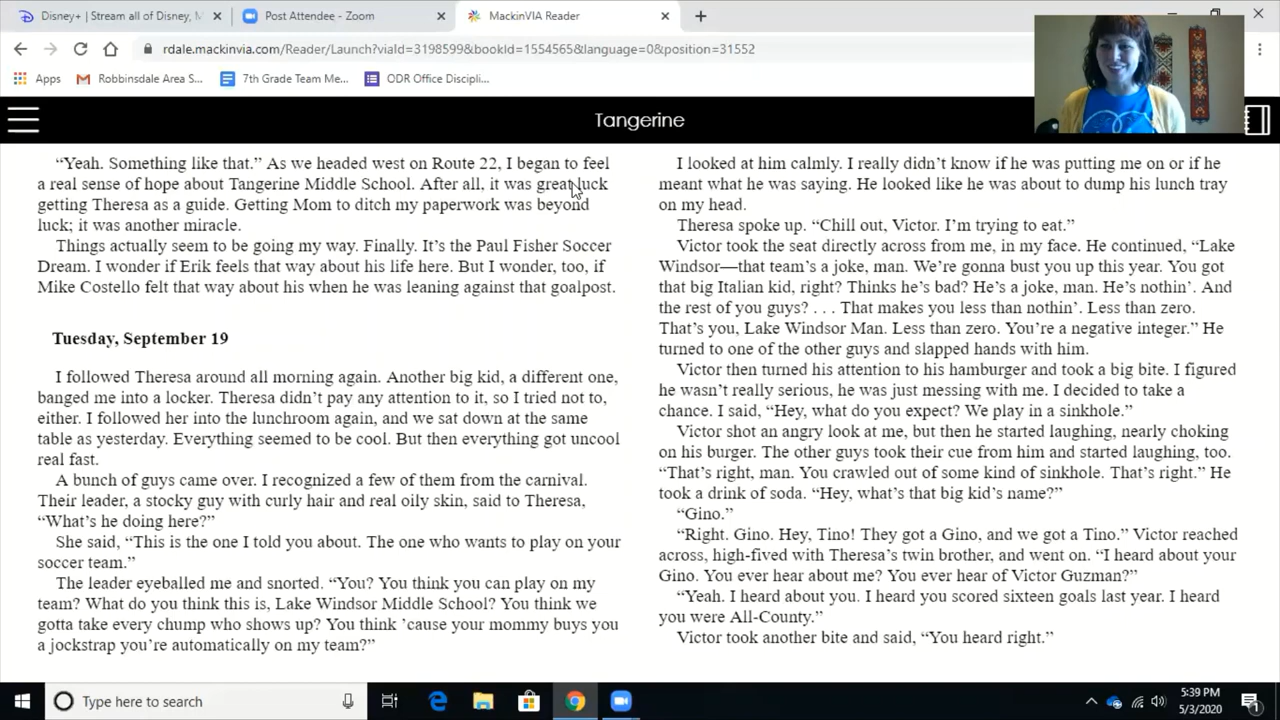 Disney+ | Stream all of Disney, M
Post Attendee - Zoom
MackinVIA Reader
rdale.mackinvia.com/Reader/Launch?viaId=3198599&bookId=1554565&language=0&position=31552
Apps
Robbinsdale Area S...
7th Grade Team Me...
ODR Office Discipli...
Tangerine
“Yeah. Something like that.” As we headed west on Route 22, I began to feel
a real sense of hope about Tangerine Middle School. After all, it was great luck
getting Theresa as a guide. Getting Mom to ditch my paperwork was beyond
luck; it was another miracle.
Things actually seem to be going my way. Finally. It’s the Paul Fisher Soccer
Dream. I wonder if Erik feels that way about his life here. But I wonder, too, if
Mike Costello felt that way about his when he was leaning against that goalpost.
Tuesday, September 19
I followed Theresa around all morning again. Another big kid, a different one,
banged me into a locker. Theresa didn’t pay any attention to it, so I tried not to,
either. I followed her into the lunchroom again, and we sat down at the same
table as yesterday. Everything seemed to be cool. But then everything got uncool
real fast.
A bunch of guys came over. I recognized a few of them from the carnival.
Their leader, a stocky guy with curly hair and real oily skin, said to Theresa,
“What’s he doing here?”
She said, “This is the one I told you about. The one who wants to play on your
soccer team.”
The leader eyeballed me and snorted. “You? You think you can play on my
team? What do you think this is, Lake Windsor Middle School? You think we
gotta take every chump who shows up? You think ’cause your mommy buys you
a jockstrap you’re automatically on my team?”
I looked at him calmly. I really didn’t know if he was putting me on or if he
meant what he was saying. He looked like he was about to dump his lunch tray
on my head.
Theresa spoke up. “Chill out, Victor. I’m trying to eat.”
Victor took the seat directly across from me, in my face. He continued, “Lake
Windsor—that team’s a joke, man. We’re gonna bust you up this year. You got
that big Italian kid, right? Thinks he’s bad? He’s a joke, man. He’s nothin’. And
the rest of you guys? . . . That makes you less than nothin’. Less than zero.
That’s you, Lake Windsor Man. Less than zero. You’re a negative integer.” He
turned to one of the other guys and slapped hands with him.
Victor then turned his attention to his hamburger and took a big bite. I figured
he wasn’t really serious, he was just messing with me. I decided to take a
chance. I said, “Hey, what do you expect? We play in a sinkhole.”
Victor shot an angry look at me, but then he started laughing, nearly choking
on his burger. The other guys took their cue from him and started laughing, too.
“That’s right, man. You crawled out of some kind of sinkhole. That’s right.” He
took a drink of soda. “Hey, what’s that big kid’s name?”
“Gino.”
“Right. Gino. Hey, Tino! They got a Gino, and we got a Tino.” Victor reached
across, high-fived with Theresa’s twin brother, and went on. “I heard about your
Gino. You ever hear about me? You ever hear of Victor Guzman?”
“Yeah. I heard about you. I heard you scored sixteen goals last year. I heard
you were All-County.”
Victor took another bite and said, “You heard right.”
Type here to search
5:39 PM
5/3/2020
1